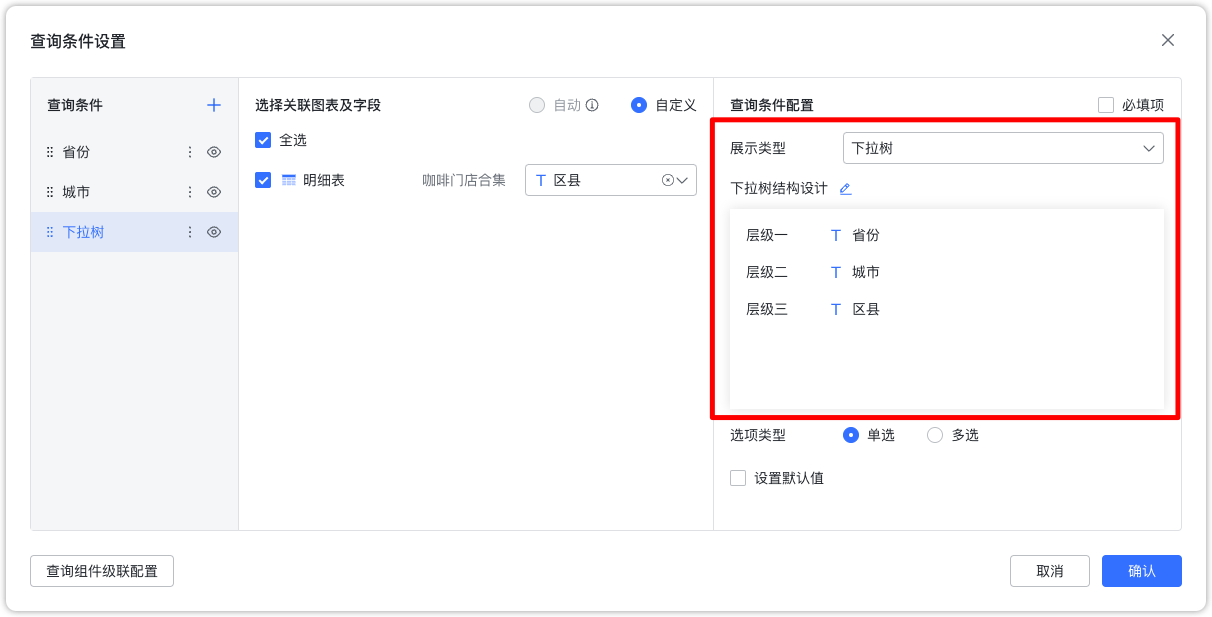 查询条件设置
查询条件
省份
城市
下拉树
选择关联图表及字段
自动
自定义
全选
明细表
咖啡门店合集
T 区县
查询条件配置
必填项
展示类型
下拉树
下拉树结构设计
层级一 T 省份
层级二 T 城市
层级三 T 区县
选项类型
单选
多选
设置默认值
查询组件级联配置
取消
确认